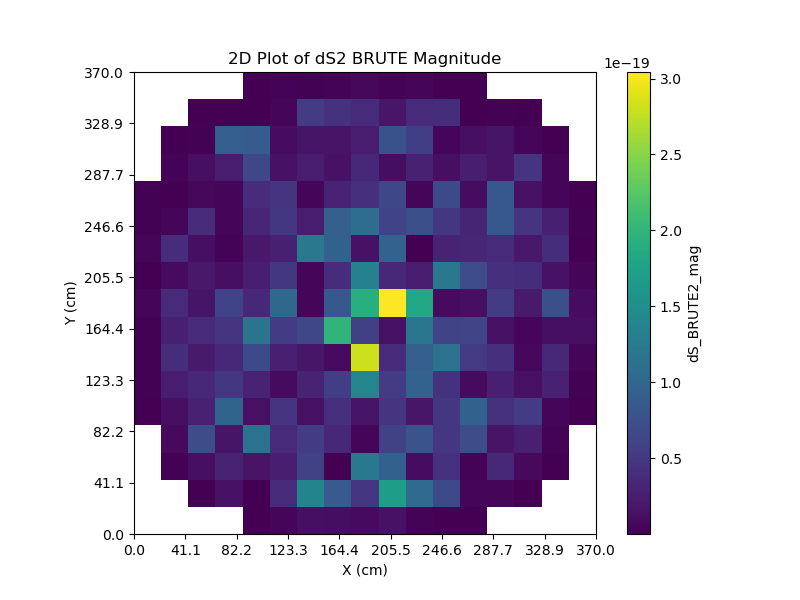 2D Plot of dS2 BRUTE Magnitude
1e−19
370.0
328.9
287.7
246.6
205.5
164.4
123.3
82.2
41.1
0.0
Y (cm)
0.0 41.1 82.2 123.3 164.4 205.5 246.6 287.7 328.9 370.0
X (cm)
3.0
2.5
2.0
1.5
1.0
0.5
dS_BRUTE2_mag